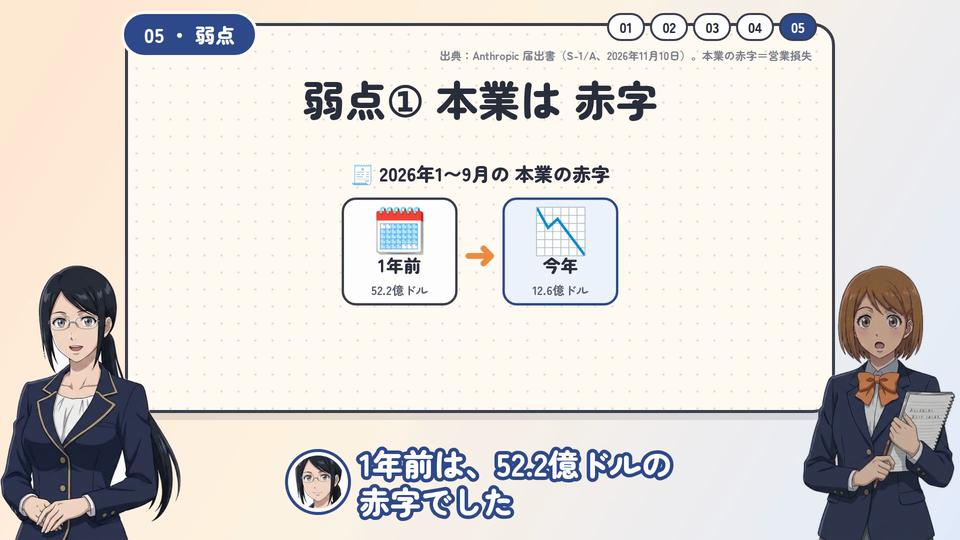 05 ・ 弱点
01 02 03 04 05
出典：Anthropic 届出書（S-1/A、2026年11月10日）。本業の赤字＝営業損失
弱点① 本業は 赤字
2026年1〜9月の 本業の赤字
1年前
52.2億ドル
今年
12.6億ドル
1年前は、52.2億ドルの
赤字でした